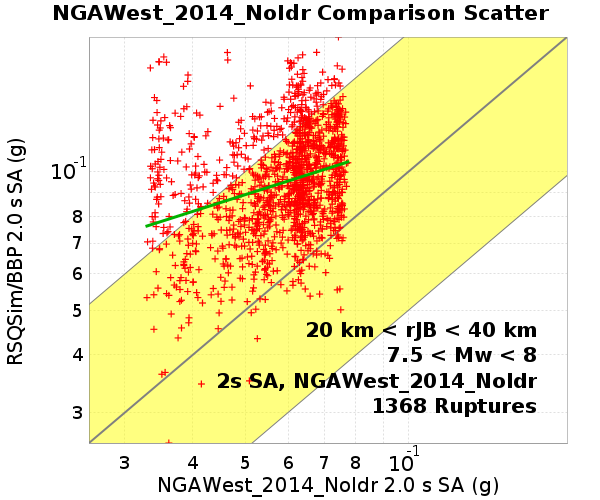 NGAWest_2014_NoIdr Comparison Scatter
RSQSim/BBP 2.0 s SA (g)
10-1
8
7
6
5
4
3
20 km < rJB < 40 km
7.5 < Mw < 8
2s SA, NGAWest_2014_NoIdr
1368 Ruptures
3 4 5 6 7 8 10-1
NGAWest_2014_NoIdr 2.0 s SA (g)